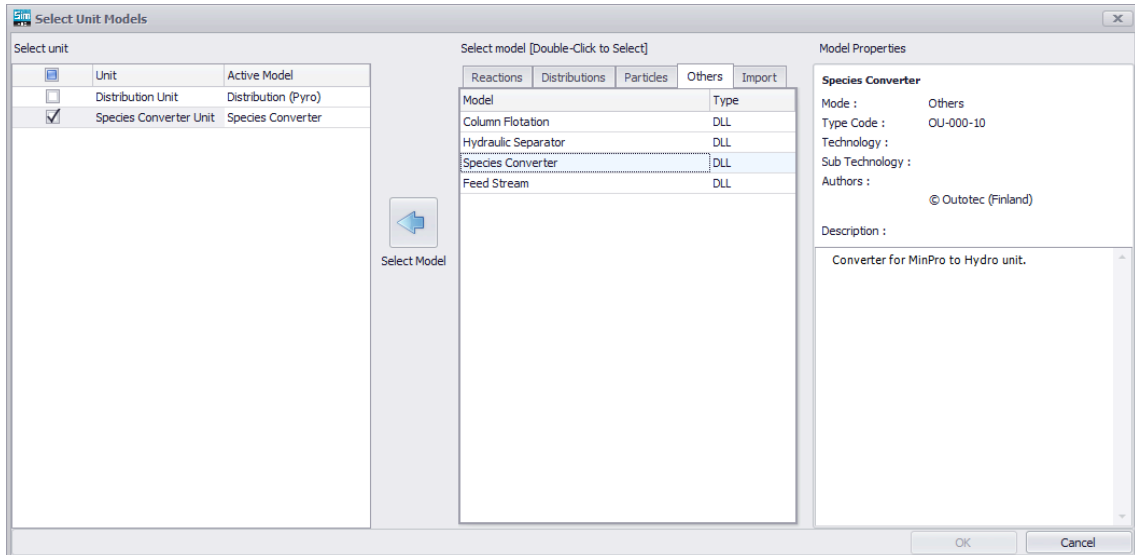 Sim
Select Unit Models
Select unit
Unit Active Model
Distribution Unit Distribution (Pyro)
Species Converter Unit Species Converter
Select Model
Select model [Double-Click to Select]
Reactions Distributions Particles Others Import
Model Type
Column Flotation DLL
Hydraulic Separator DLL
Species Converter DLL
Feed Stream DLL
Model Properties
Species Converter
Mode : Others
Type Code : OU-000-10
Technology :
Sub Technology :
Authors :
© Outotec (Finland)
Description :
Converter for MinPro to Hydro unit.
OK Cancel